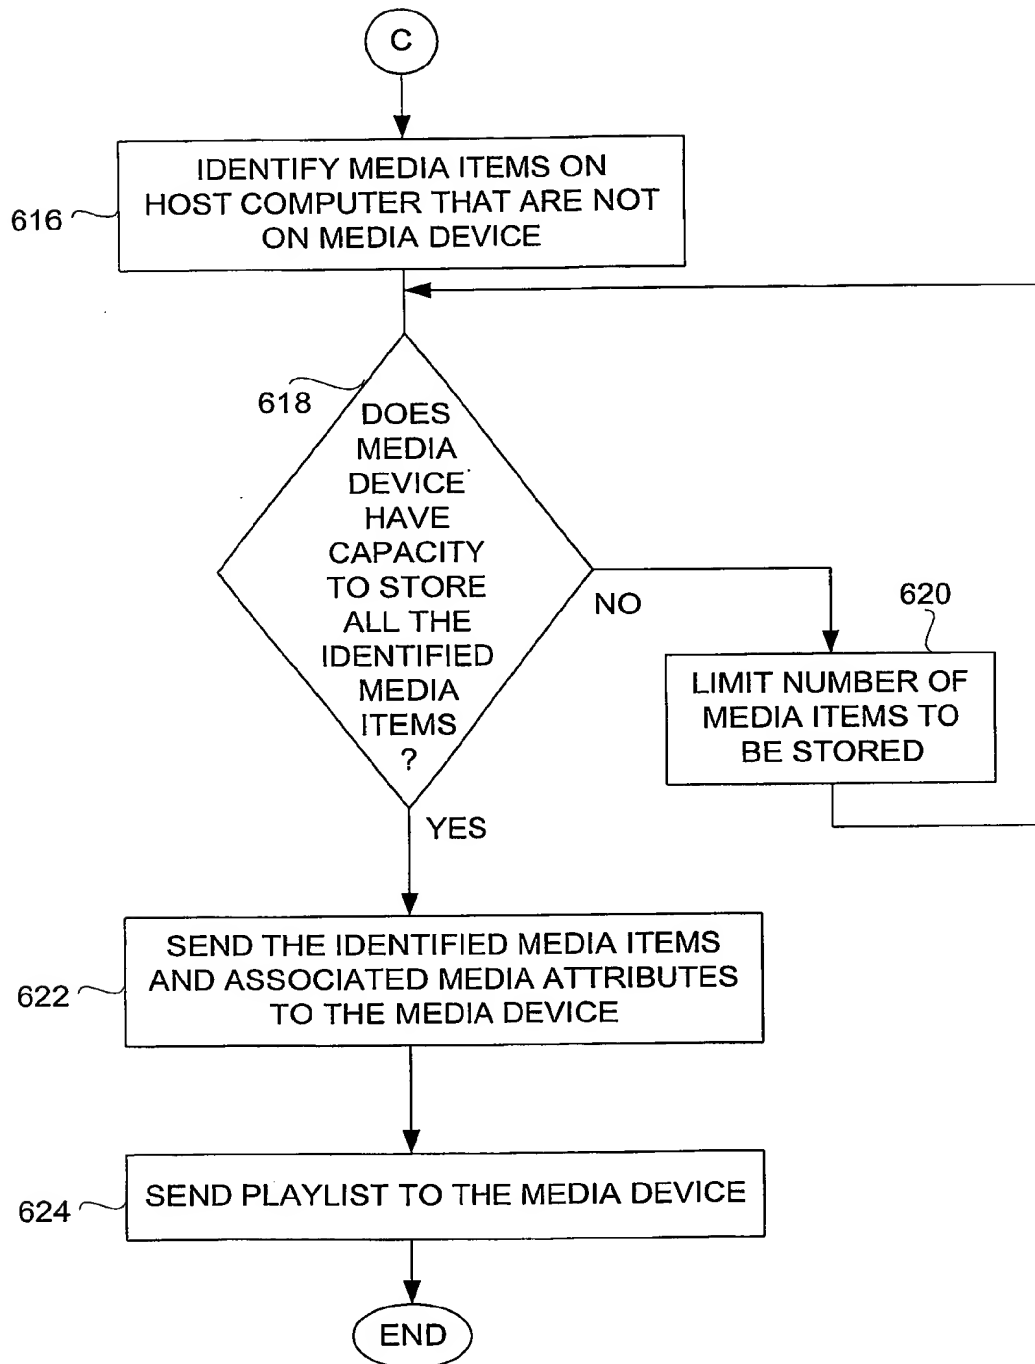 C
IDENTIFY MEDIA ITEMS ON
HOST COMPUTER THAT ARE NOT
ON MEDIA DEVICE
616
618
DOES
MEDIA
DEVICE
HAVE
CAPACITY
TO STORE
ALL THE
IDENTIFIED
MEDIA
ITEMS
?
NO
620
LIMIT NUMBER OF
MEDIA ITEMS TO
BE STORED
YES
SEND THE IDENTIFIED MEDIA ITEMS
AND ASSOCIATED MEDIA ATTRIBUTES
TO THE MEDIA DEVICE
622
SEND PLAYLIST TO THE MEDIA DEVICE
624
END